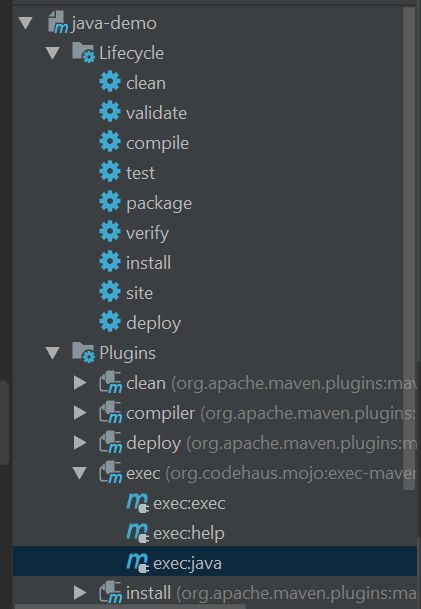 java-demo
Lifecycle
clean
validate
compile
test
package
verify
install
site
deploy
Plugins
clean (org.apache.maven.plugins:mav
compiler (org.apache.maven.plugins:
deploy (org.apache.maven.plugins:m
exec (org.codehaus.mojo:exec-maven
exec:exec
exec:help
exec:java
install (org.apache.maven.plugins:ma